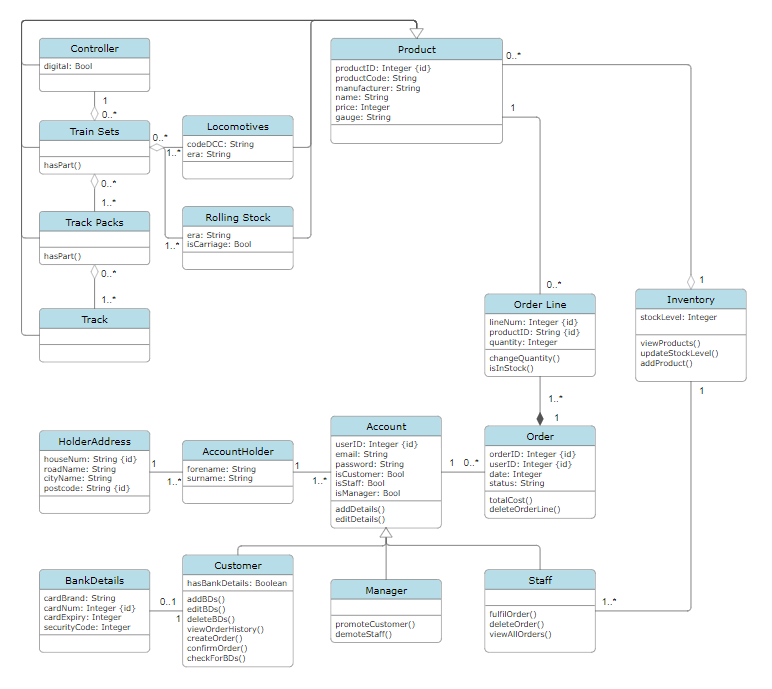 Controller
digital: Bool
1
0..*
Train Sets
hasPart()
0..*
1..*
0..*
1..*
Track Packs
hasPart()
0..*
1..*
Track
Locomotives
codeDCC: String
era: String
Rolling Stock
era: String
isCarriage: Bool
1..*
Product
productID: Integer {id}
productCode: String
manufacturer: String
name: String
price: Integer
gauge: String
0..*
1
0..*
1
Order Line
lineNum: Integer {id}
productID: String {id}
quantity: Integer
changeQuantity()
isInStock()
Inventory
stockLevel: Integer
viewProducts()
updateStockLevel()
addProduct()
1
1..*
1
HolderAddress
houseNum: String {id}
roadName: String
cityName: String
postcode: String {id}
1
1..*
AccountHolder
forename: String
surname: String
1
1..*
Account
userID: Integer {id}
email: String
password: String
isCustomer: Bool
isStaff: Bool
isManager: Bool
addDetails()
editDetails()
1
0..*
Order
orderID: Integer {id}
userID: Integer {id}
date: Integer
status: String
totalCost()
deleteOrderLine()
BankDetails
cardBrand: String
cardNum: Integer {id}
cardExpiry: Integer
securityCode: Integer
0..1
1
Customer
hasBankDetails: Boolean
addBDs()
editBDs()
deleteBDs()
viewOrderHistory()
createOrder()
confirmOrder()
checkForBDs()
Manager
promoteCustomer()
demoteStaff()
Staff
fulfilOrder()
deleteOrder()
viewAllOrders()
1..*